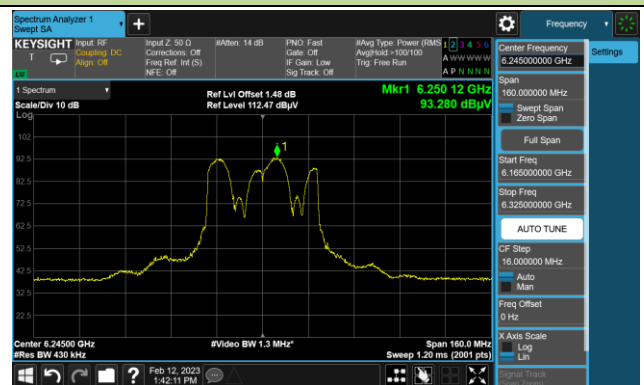 Spectrum Analyzer 1
Swept SA
+
Frequency
KEYSIGHT
Input: RF
Coupling: DC
Align: Off
Input Z: 50 Ω
Corrections: Off
Freq Ref: Int (S)
NFE: Off
#Atten: 14 dB
PNO: Fast
Gate: Off
IF Gain: Low
Sig Track: Off
#Avg Type: Power (RMS
Avg|Hold:>100/100
Trig: Free Run
1 2 3 4 5 6
A W W W W W
A P N N N N
T
LXI
1 Spectrum
Scale/Div 10 dB
Log
Ref Lvl Offset 1.48 dB
Ref Level 112.47 dBµV
Mkr1 6.250 12 GHz
93.280 dBµV
102
92.5
82.5
72.5
62.5
52.5
42.5
32.5
22.5
1
Center 6.24500 GHz
#Res BW 430 kHz
#Video BW 1.3 MHz*
Span 160.0 MHz
Sweep 1.20 ms (2001 pts)
Feb 12, 2023
1:42:11 PM
?
Center Frequency
6.245000000 GHz
Settings
Span
160.000000 MHz
Swept Span
Zero Span
Full Span
Start Freq
6.165000000 GHz
Stop Freq
6.325000000 GHz
AUTO TUNE
CF Step
16.000000 MHz
Auto
Man
Freq Offset
0 Hz
X Axis Scale
Log
Lin
Signal Track